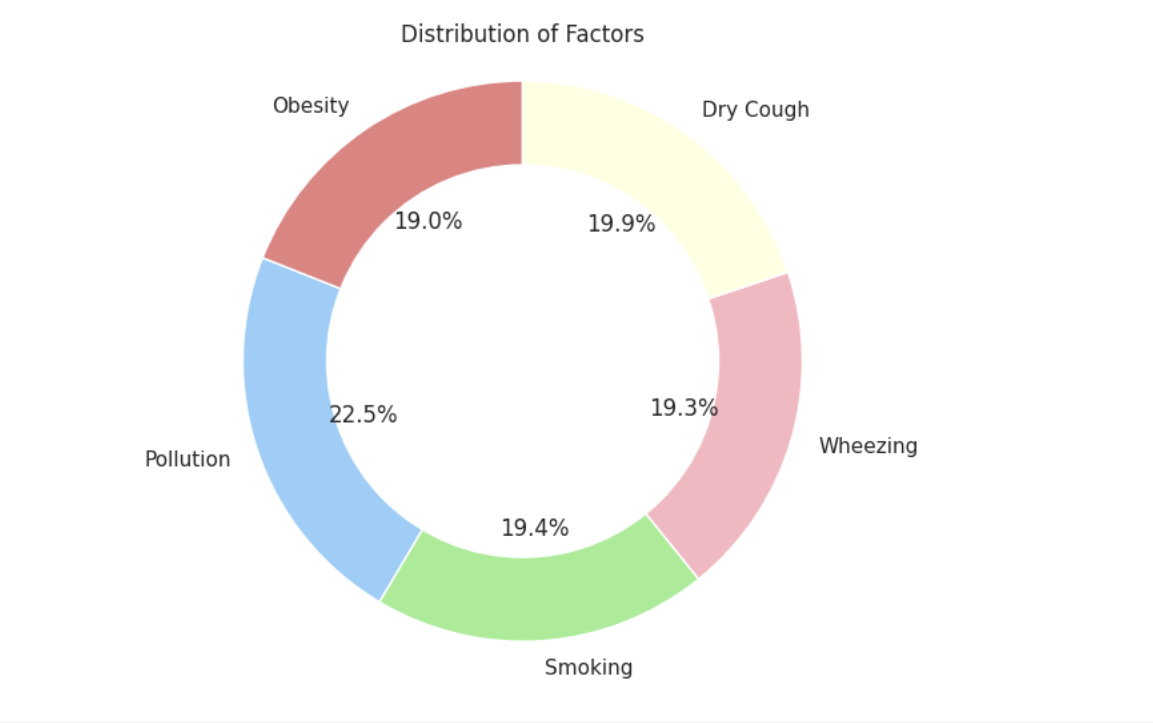 Distribution of Factors
Obesity
Dry Cough
19.0%
19.9%
22.5%
19.3%
Pollution
Wheezing
19.4%
Smoking